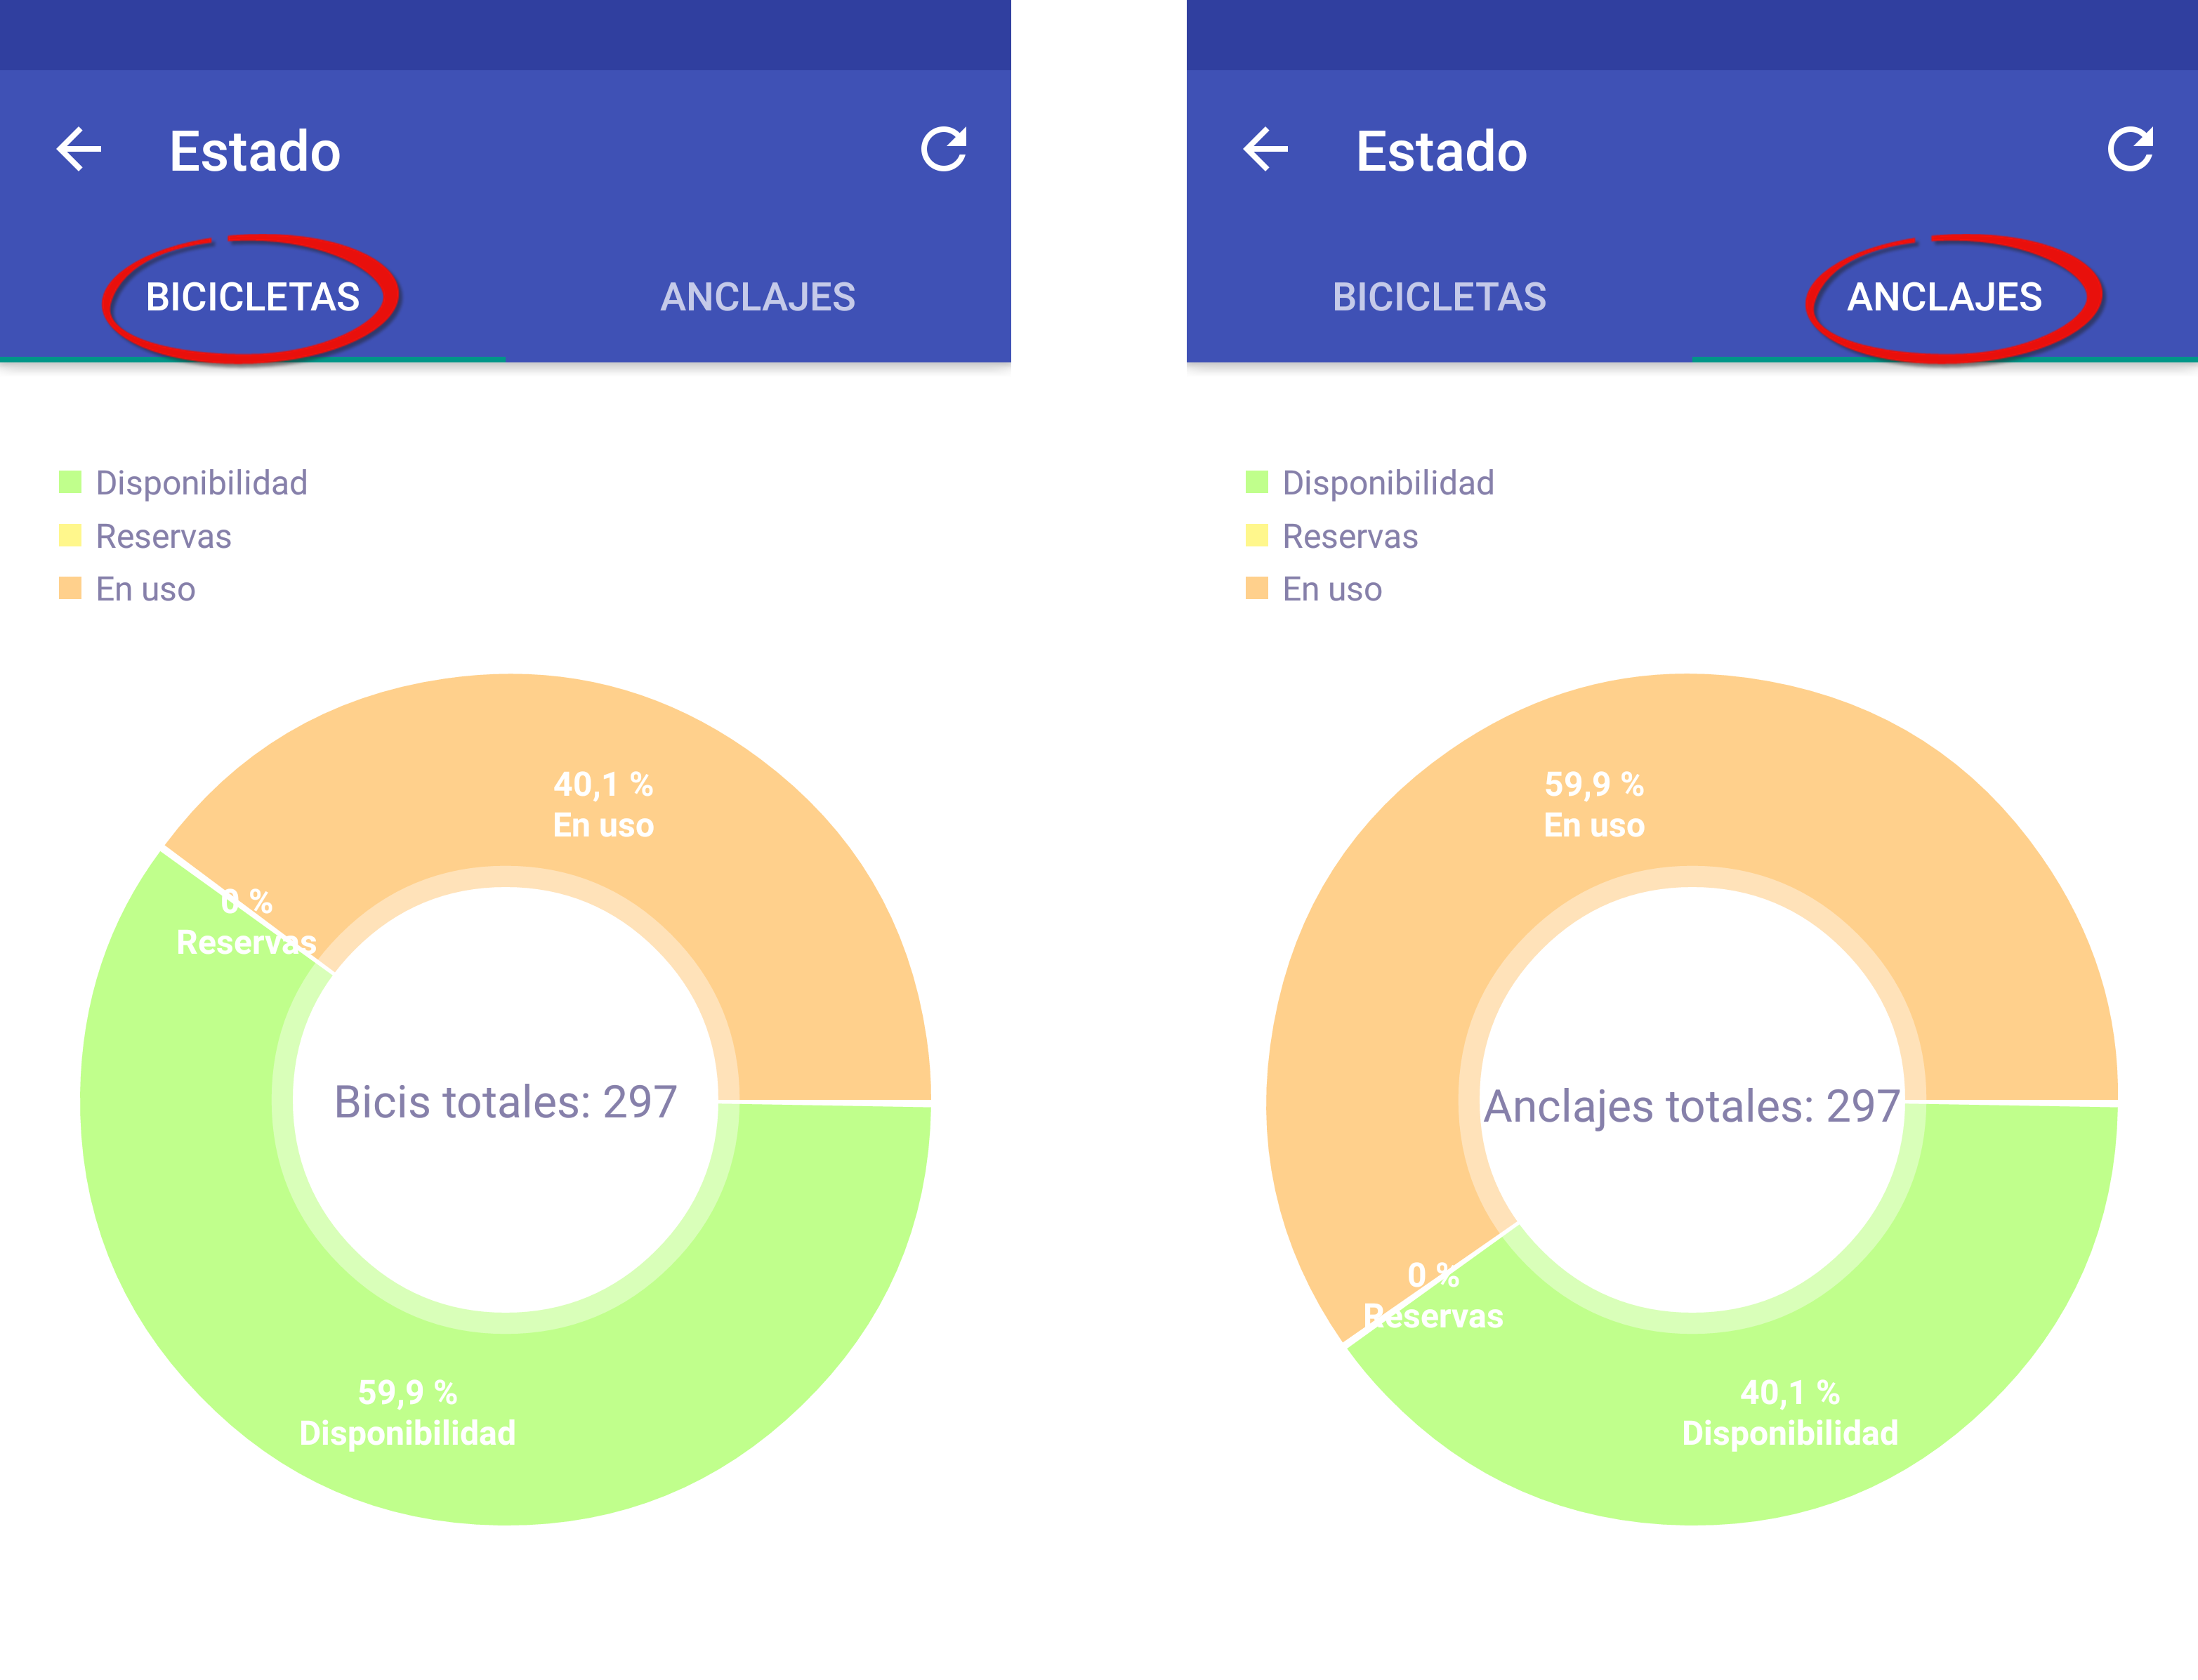 Estado
BICICLETAS
ANCLAJES
Disponibilidad
Reservas
En uso
40,1 %
En uso
0 %
Reservas
Bicis totales: 297
59,9 %
Disponibilidad
Estado
BICICLETAS
ANCLAJES
Disponibilidad
Reservas
En uso
59,9 %
En uso
Anclajes totales: 297
0 %
Reservas
40,1 %
Disponibilidad